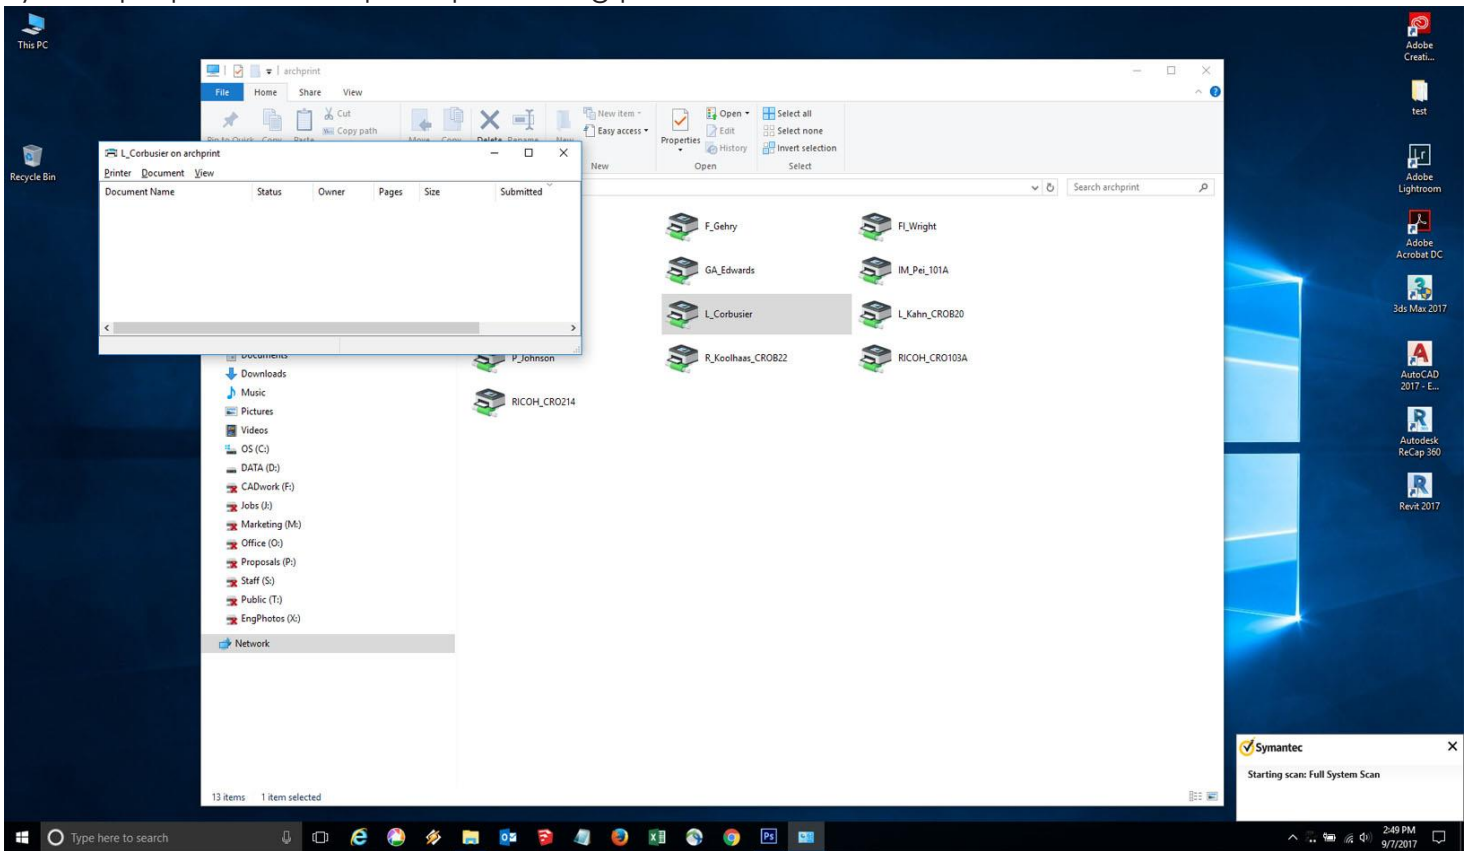 This PC
Recycle Bin
archprint
File Home Share View
Cut
Copy path
New item
Easy access
Properties
Open
Edit
History
Select all
Select none
Invert selection
New
Open
Select
L_Corbusier on archprint
Printer Document View
Document Name Status Owner Pages Size Submitted
Search archprint
F_Gehry
FI_Wright
GA_Edwards
IM_Pei_101A
L_Corbusier
L_Kahn_CROB20
P_Johnson
R_Koolhaas_CROB22
RICOH_CRO103A
RICOH_CRO214
Documents
Downloads
Music
Pictures
Videos
OS (C:)
DATA (D:)
CADwork (F:)
Jobs (J:)
Marketing (M:)
Office (O:)
Proposals (P:)
Staff (S:)
Public (T:)
EngPhotos (X:)
Network
13 items 1 item selected
Adobe
Creati...
test
Adobe
Lightroom
Adobe
Acrobat DC
3ds Max 2017
AutoCAD
2017 - E...
Autodesk
ReCap 360
Revit 2017
Symantec
Starting scan: Full System Scan
Type here to search
2:49 PM
9/7/2017